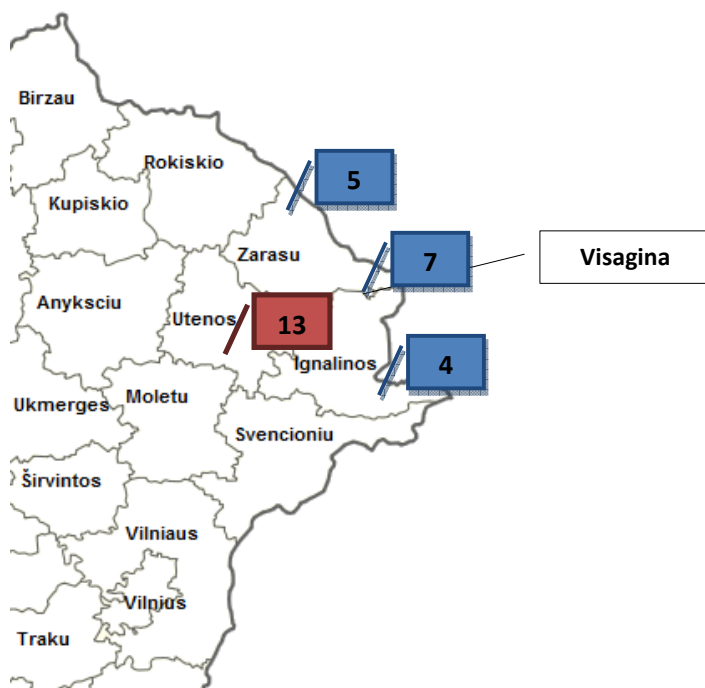 Birzau
Rokiskio
5
Kupiskio
Zarasu
7
Visagina
Anyksciu
Utenos
13
Ignalinos
4
Ukmerges
Moletu
Svencioniu
Širvintos
Vilniaus
Vilnius
Traku